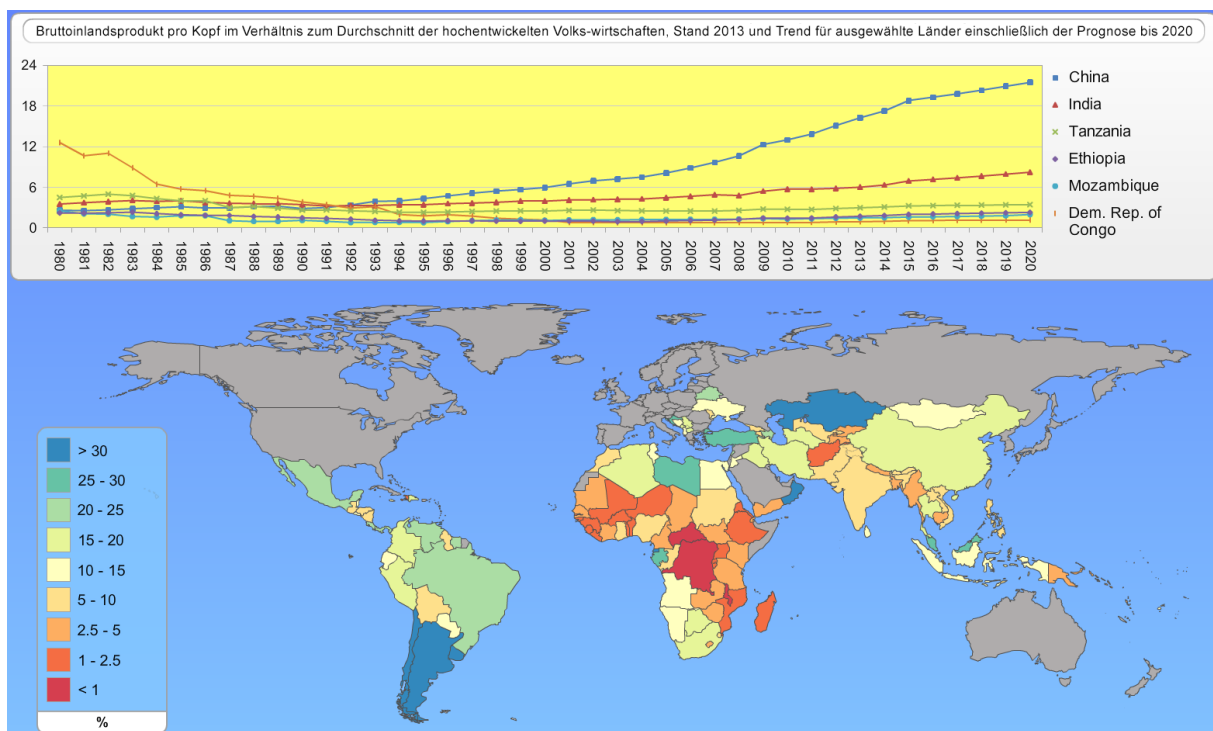 Bruttoinlandsprodukt pro Kopf im Verhältnis zum Durchschnitt der hochentwickelten Volks-wirtschaften, Stand 2013 und Trend für ausgewählte Länder einschließlich der Prognose bis 2020
24
18
12
6
0
1980 1981 1982 1983 1984 1985 1986 1987 1988 1989 1990 1991 1992 1993 1994 1995 1996 1997 1998 1999 2000 2001 2002 2003 2004 2005 2006 2007 2008 2009 2010 2011 2012 2013 2014 2015 2016 2017 2018 2019 2020
China
India
Tanzania
Ethiopia
Mozambique
Dem. Rep. of
Congo
> 30
25 - 30
20 - 25
15 - 20
10 - 15
5 - 10
2.5 - 5
1 - 2.5
< 1
%